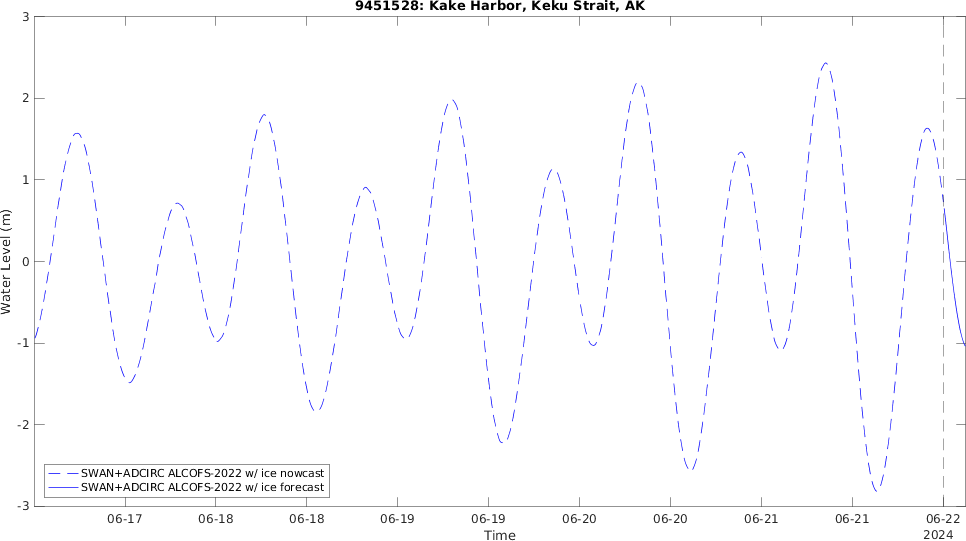 9451528: Kake Harbor, Keku Strait, AK
3
2
1
0
-1
-2
-3
Water Level (m)
SWAN+ADCIRC ALCOFS-2022 w/ ice nowcast
SWAN+ADCIRC ALCOFS-2022 w/ ice forecast
06-17 06-18 06-18 06-19 06-19 06-20 06-20 06-21 06-21 06-22
Time 2024